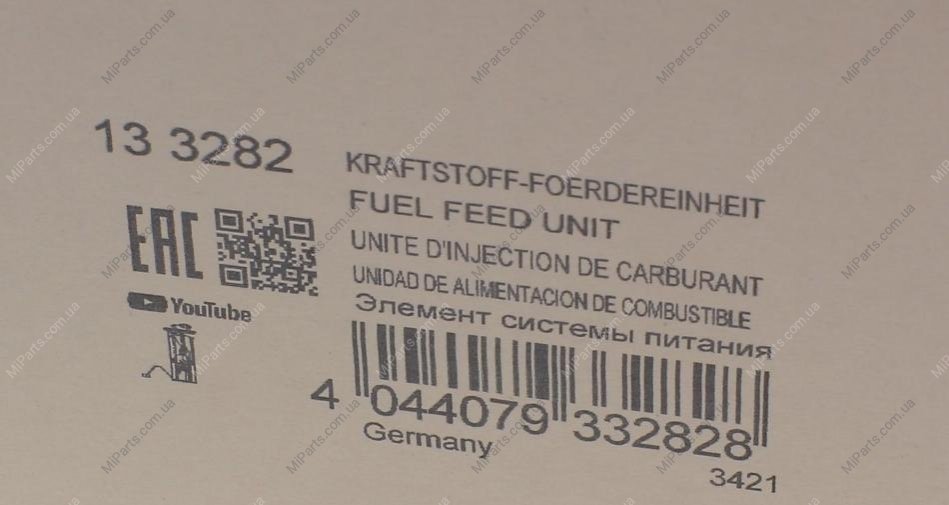 13 3282
KRAFTSTOFF-FOERDEREINHEIT
FUEL FEED UNIT
UNITE D'INJECTION DE CARBURANT
UNIDAD DE ALIMENTACION DE COMBUSTIBLE
Элемент системы питания
EAC
YouTube
4 044079 332828
Germany
3421
MiParts.com.ua